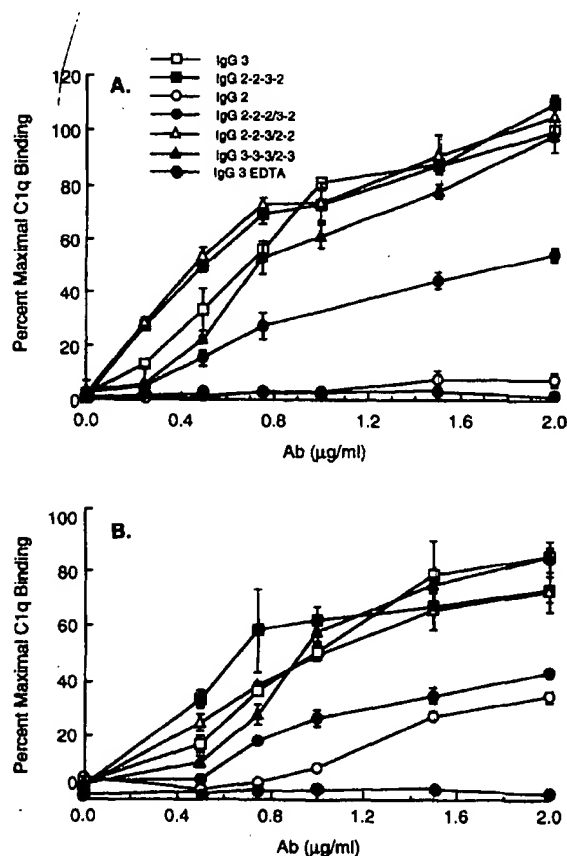 A.
IgG 3
IgG 2-2-3-2
IgG 2
IgG 2-2-2/3-2
IgG 2-2-3/2-2
IgG 3-3-3/2-3
IgG 3 EDTA
Percent Maximal C1q Binding
120
100
80
60
40
20
0
0.0 0.4 0.8 1.2 1.6 2.0
Ab (µg/ml)
B.
Percent Maximal C1q Binding
100
80
60
40
20
0
0.0 0.4 0.8 1.2 1.6 2.0
Ab (µg/ml)